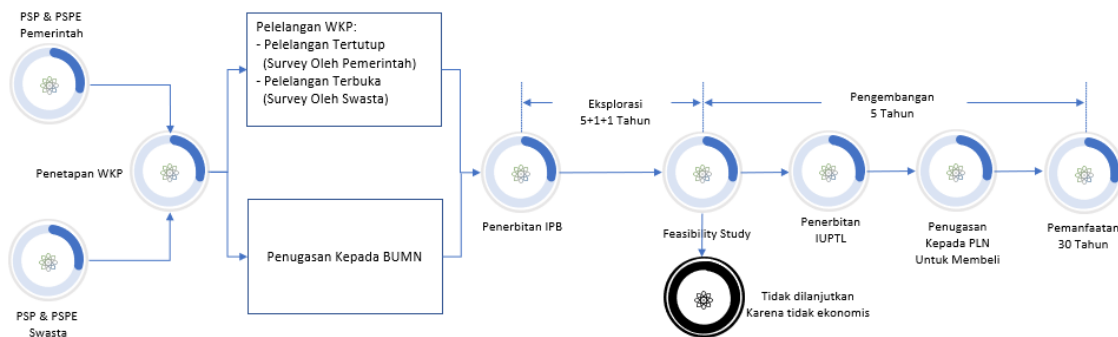 PSP & PSPE
Pemerintah
Penetapan WKP
PSP & PSPE
Swasta
Pelelangan WKP:
- Pelelangan Tertutup
(Survey Oleh Pemerintah)
- Pelelangan Terbuka
(Survey Oleh Swasta)
Penugasan Kepada BUMN
Penerbitan IPB
Eksplorasi
5+1+1 Tahun
Feasibility Study
Tidak dilanjutkan
Karena tidak ekonomis
Pengembangan
5 Tahun
Penerbitan
IUPTL
Penugasan
Kepada PLN
Untuk Membeli
Pemanfaatan
30 Tahun